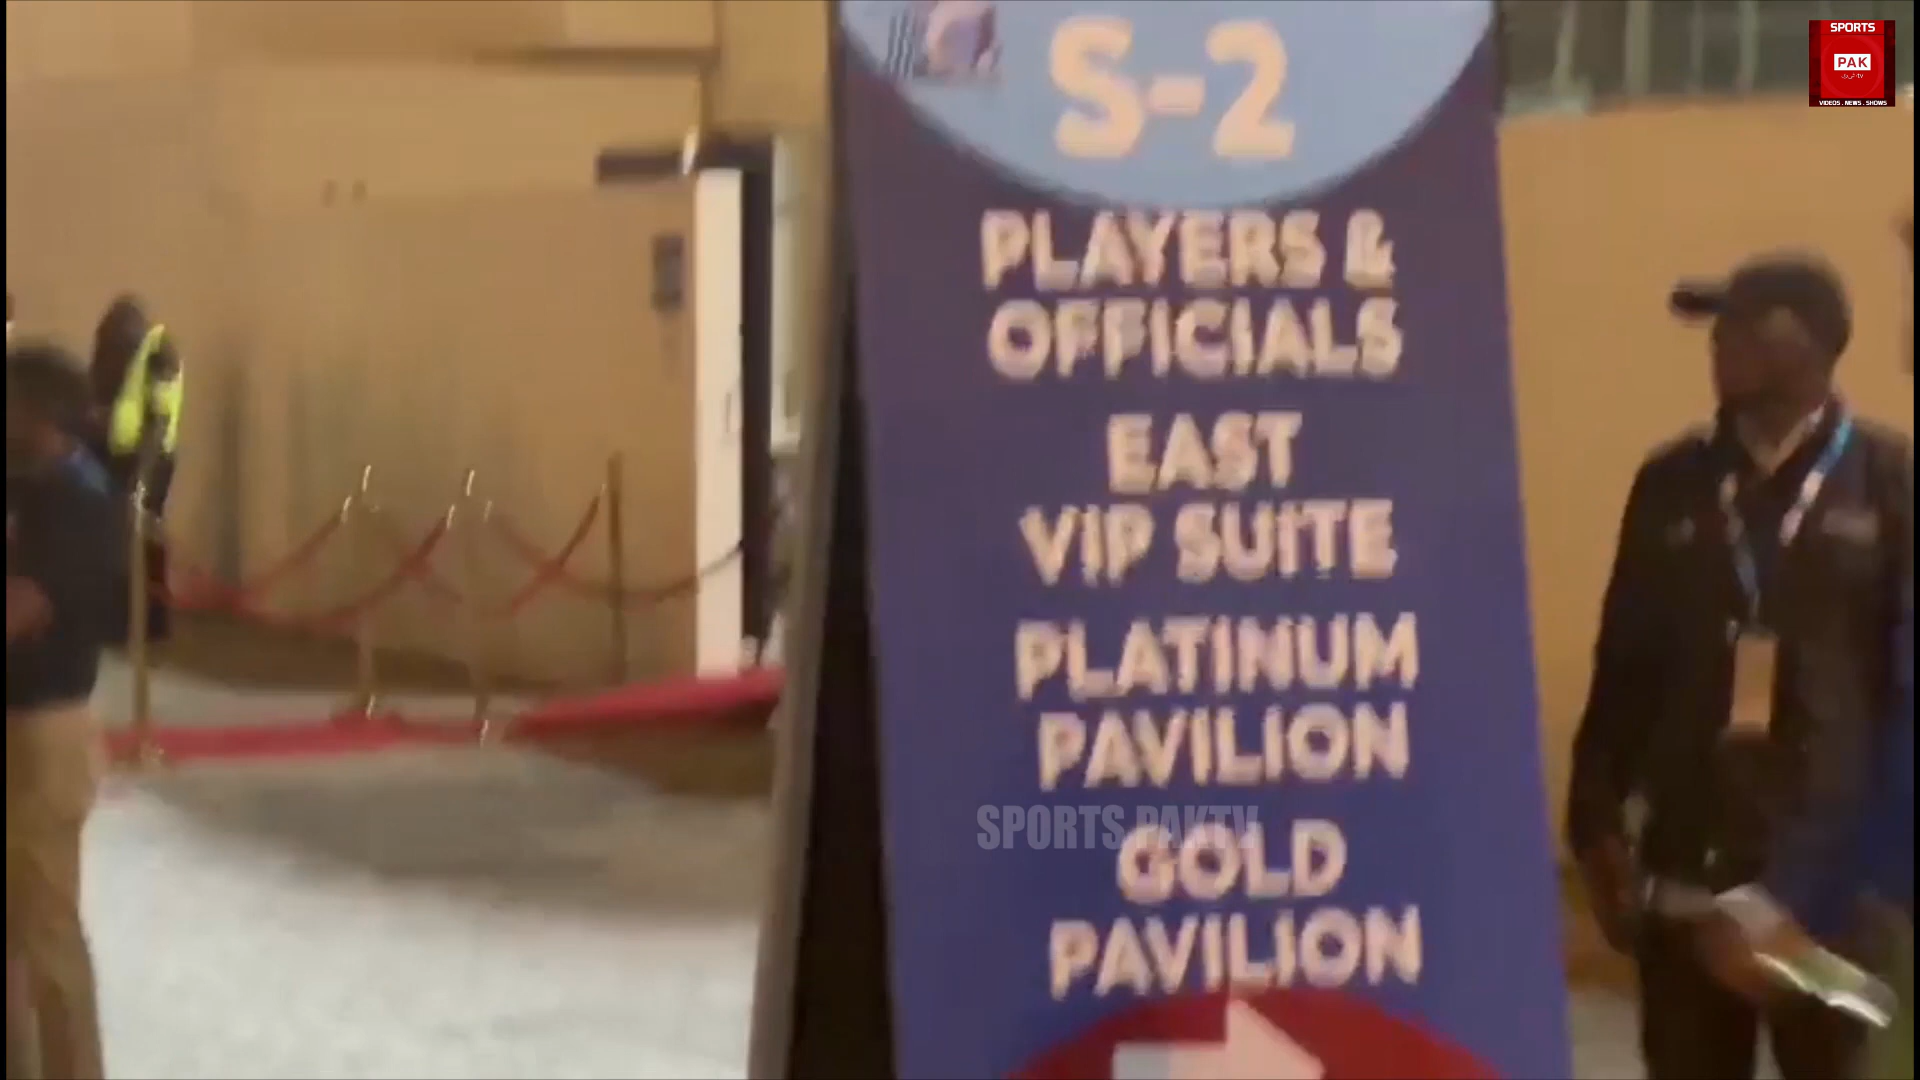 SPORTS
PAK
VIDEOS . NEWS . SHOWS
S-2
PLAYERS &
OFFICIALS
EAST
VIP SUITE
PLATINUM
PAVILION
SPORTS PAKTV
GOLD
PAVILION